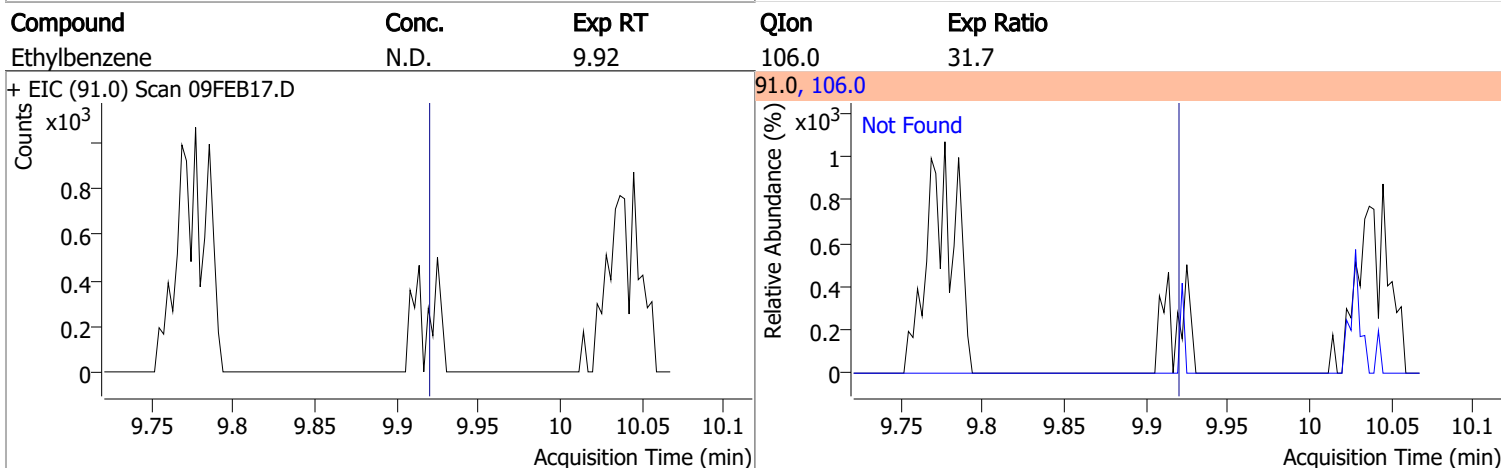 Compound Conc. Exp RT QIon Exp Ratio
Ethylbenzene N.D. 9.92 106.0 31.7
+ EIC (91.0) Scan 09FEB17.D
Counts
x10³
0.8
0.6
0.4
0.2
0
9.75 9.8 9.85 9.9 9.95 10 10.05 10.1
Acquisition Time (min)
91.0, 106.0
Relative Abundance (%)
x10³
Not Found
1
0.8
0.6
0.4
0.2
0
9.75 9.8 9.85 9.9 9.95 10 10.05 10.1
Acquisition Time (min)